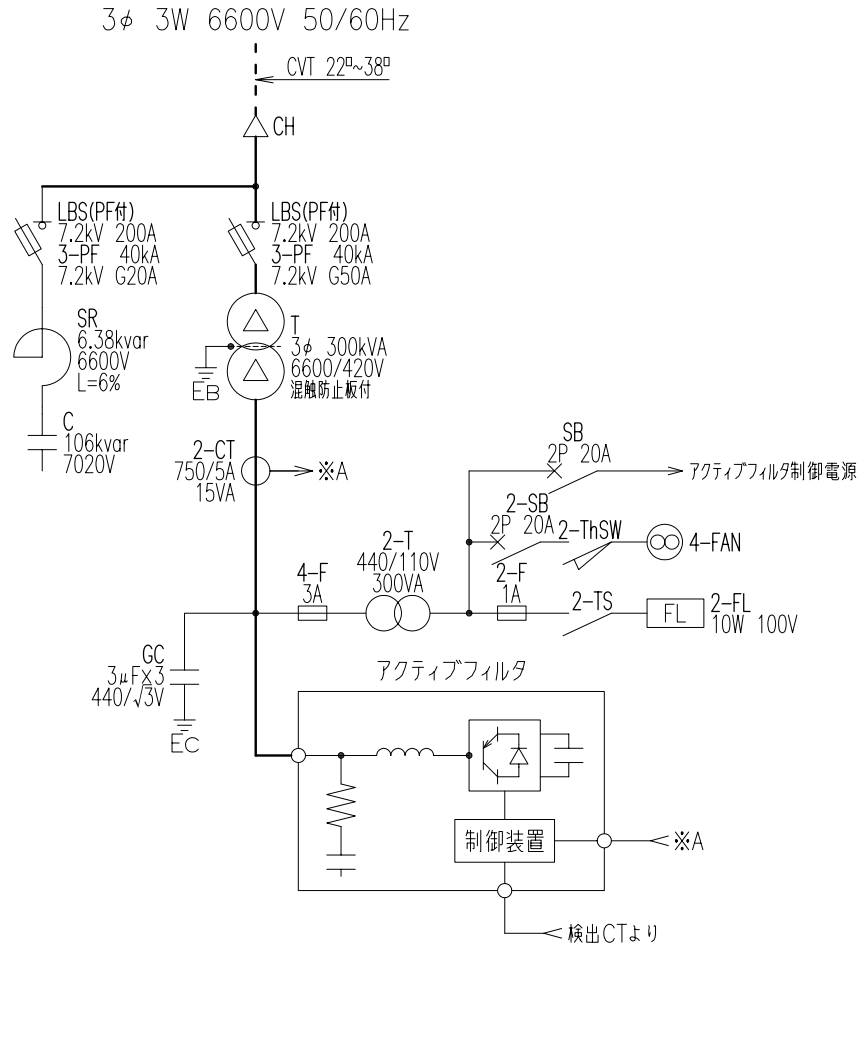 3φ 3W 6600V 50/60Hz
CVT 22□~38□
CH
LBS(PF付)
7.2kV 200A
3-PF 40kA
7.2kV G20A
LBS(PF付)
7.2kV 200A
3-PF 40kA
7.2kV G50A
SR
6.38kvar
6600V
L=6%
T
3φ 300kVA
6600/420V
混触防止板付
EB
C
106kvar
7020V
2-CT
750/5A
15VA
※A
SB
2P 20A
アクティブフィルタ制御電源
2-SB
2P 20A
2-ThSW
4-FAN
2-T
440/110V
300VA
4-F
3A
2-F
1A
2-TS
FL
2-FL
10W 100V
GC
3μF×3
440/√3V
EC
アクティブフィルタ
制御装置
※A
検出CTより